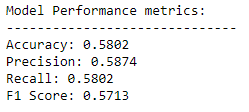 Model Performance metrics:
------------------------------
Accuracy: 0.5802
Precision: 0.5874
Recall: 0.5802
F1 Score: 0.5713